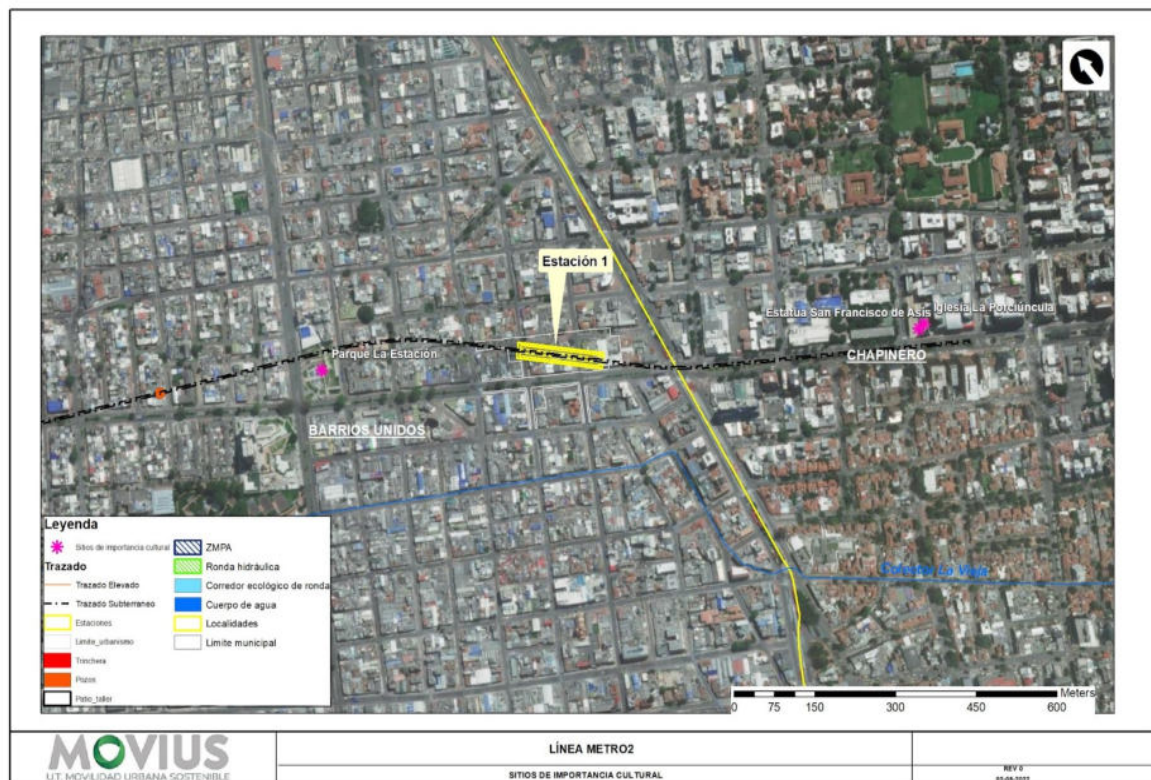 Estación 1
Estatua San Francisco de Asis
Iglesia La Porciúncula
Parque La Estación
CHAPINERO
BARRIOS UNIDOS
Colector La Vieja
Leyenda
Sitios de importancia cultural
Trazado
Trazado Elevado
Trazado Subterraneo
Estaciones
Limite_urbanismo
Trinchera
Pozos
Patio_taller
ZMPA
Ronda hidráulica
Corredor ecológico de ronda
Cuerpo de agua
Localidades
Limite municipal
Meters
0 75 150 300 450 600
MOVIUS
U.T. MOVILIDAD URBANA SOSTENIBLE
LÍNEA METRO2
SITIOS DE IMPORTANCIA CULTURAL
REV 0